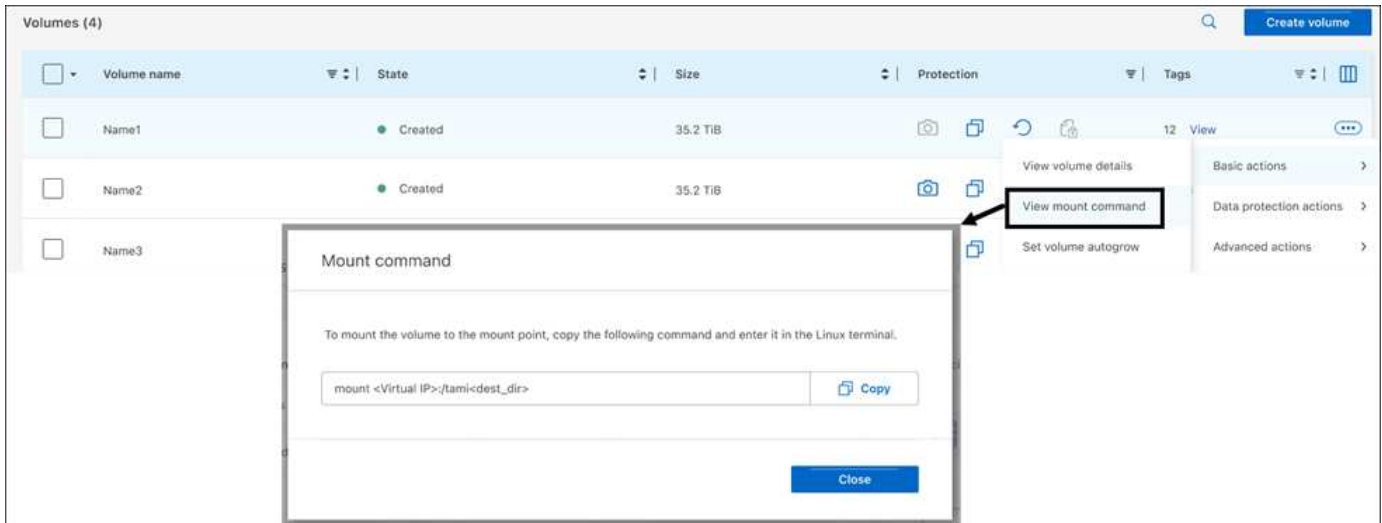 Volumes (4)
Create volume
Volume name State Size Protection Tags
Name1 Created 35.2 TiB 12 View
View volume details Basic actions
Name2 Created 35.2 TiB
View mount command Data protection actions
Name3 Set volume autogrow Advanced actions
Mount command
To mount the volume to the mount point, copy the following command and enter it in the Linux terminal.
mount <Virtual IP>:/tami<dest_dir> Copy
Close